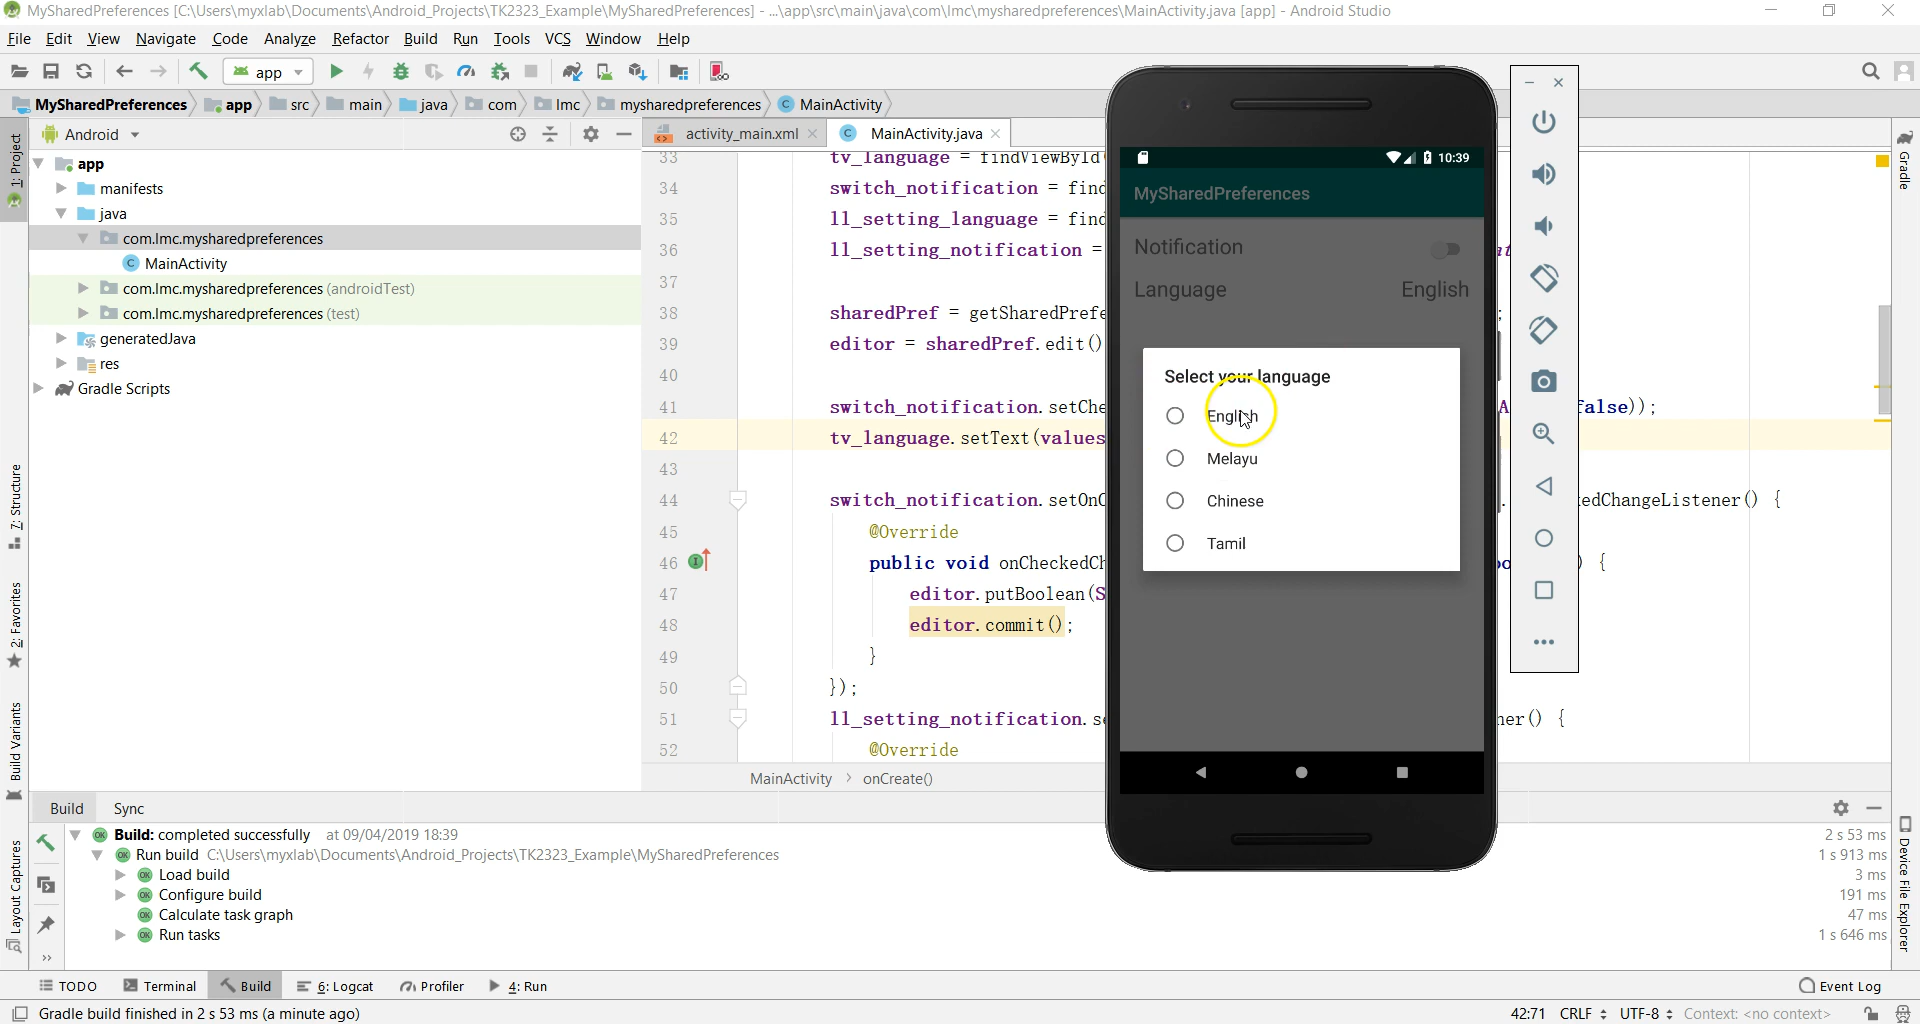 MySharedPreferences [C:\Users\myxlab\Documents\Android_Projects\TK2323_Example\MySharedPreferences] - ...\app\src\main\java\com\lmc\mysharedpreferences\MainActivity.java [app] - Android Studio
File Edit View Navigate Code Analyze Refactor Build Run Tools VCS Window Help
app
MySharedPreferences app src main java com lmc mysharedpreferences MainActivity
Android
activity_main.xml
MainActivity.java
1: Project
7: Structure
2: Favorites
Build Variants
Layout Captures
app
manifests
java
com.lmc.mysharedpreferences
MainActivity
com.lmc.mysharedpreferences (androidTest)
com.lmc.mysharedpreferences (test)
generatedJava
res
Gradle Scripts
33 tv_language = findViewById(
34 switch_notification = find
35 ll_setting_language = find
36 ll_setting_notification =
37
38 sharedPref = getSharedPrefe ;
39 editor = sharedPref.edit()
40
41 switch_notification.setChe false));
42 tv_language.setText(values
43
44 switch_notification.setOnC edChangeListener() {
45 @Override
46 public void onCheckedCh ) {
47 editor.putBoolean(S
48 editor.commit();
49 }
50 });
51 ll_setting_notification.se ner() {
52 @Override
MainActivity > onCreate()
10:39
MySharedPreferences
Notification
Language English
Select your language
English
Melayu
Chinese
Tamil
Gradle
Device File Explorer
Build Sync
Build: completed successfully at 09/04/2019 18:39 2 s 53 ms
Run build C:\Users\myxlab\Documents\Android_Projects\TK2323_Example\MySharedPreferences 1 s 913 ms
Load build 3 ms
Configure build 191 ms
Calculate task graph 47 ms
Run tasks 1 s 646 ms
TODO Terminal Build 6: Logcat Profiler 4: Run Event Log
Gradle build finished in 2 s 53 ms (a minute ago) 42:71 CRLF UTF-8 Context: <no context>